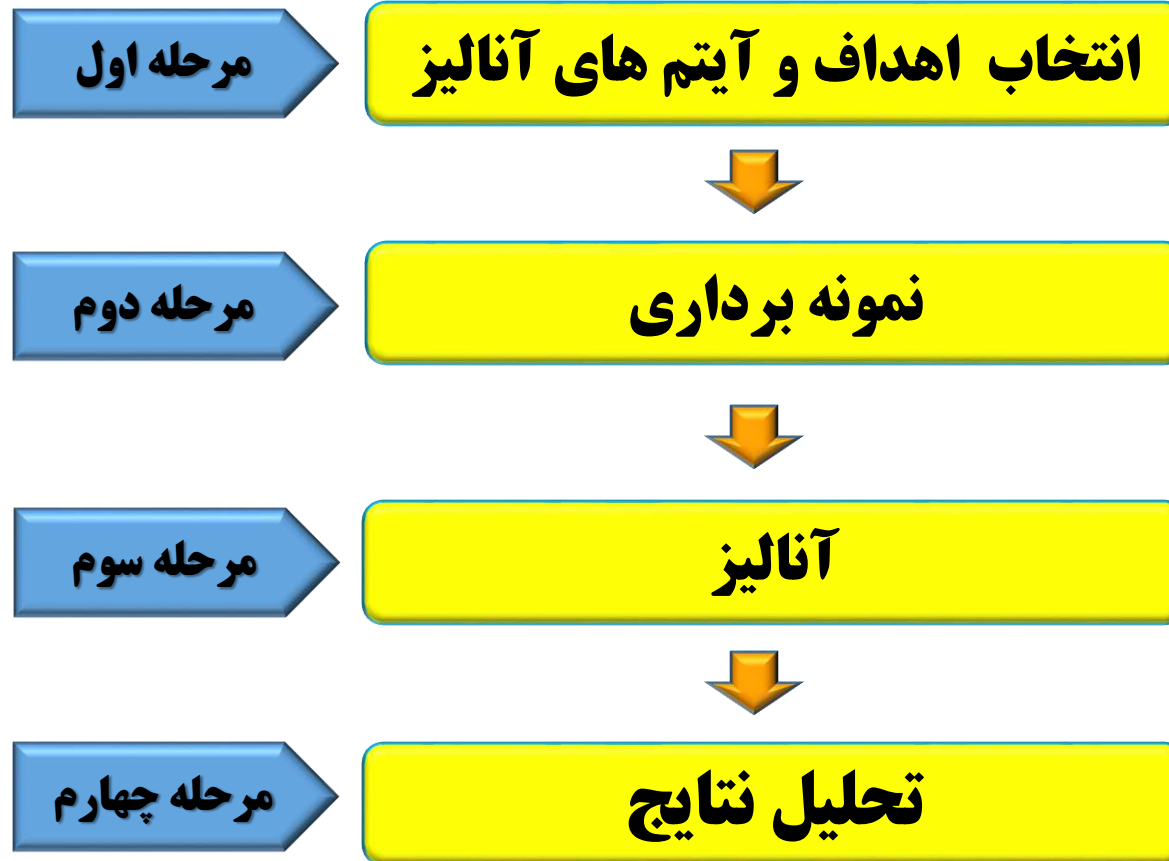 مرحله اول
انتخاب اهداف و آیتم های آنالیز
مرحله دوم
نمونه برداری
مرحله سوم
آنالیز
مرحله چهارم
تحلیل نتایج